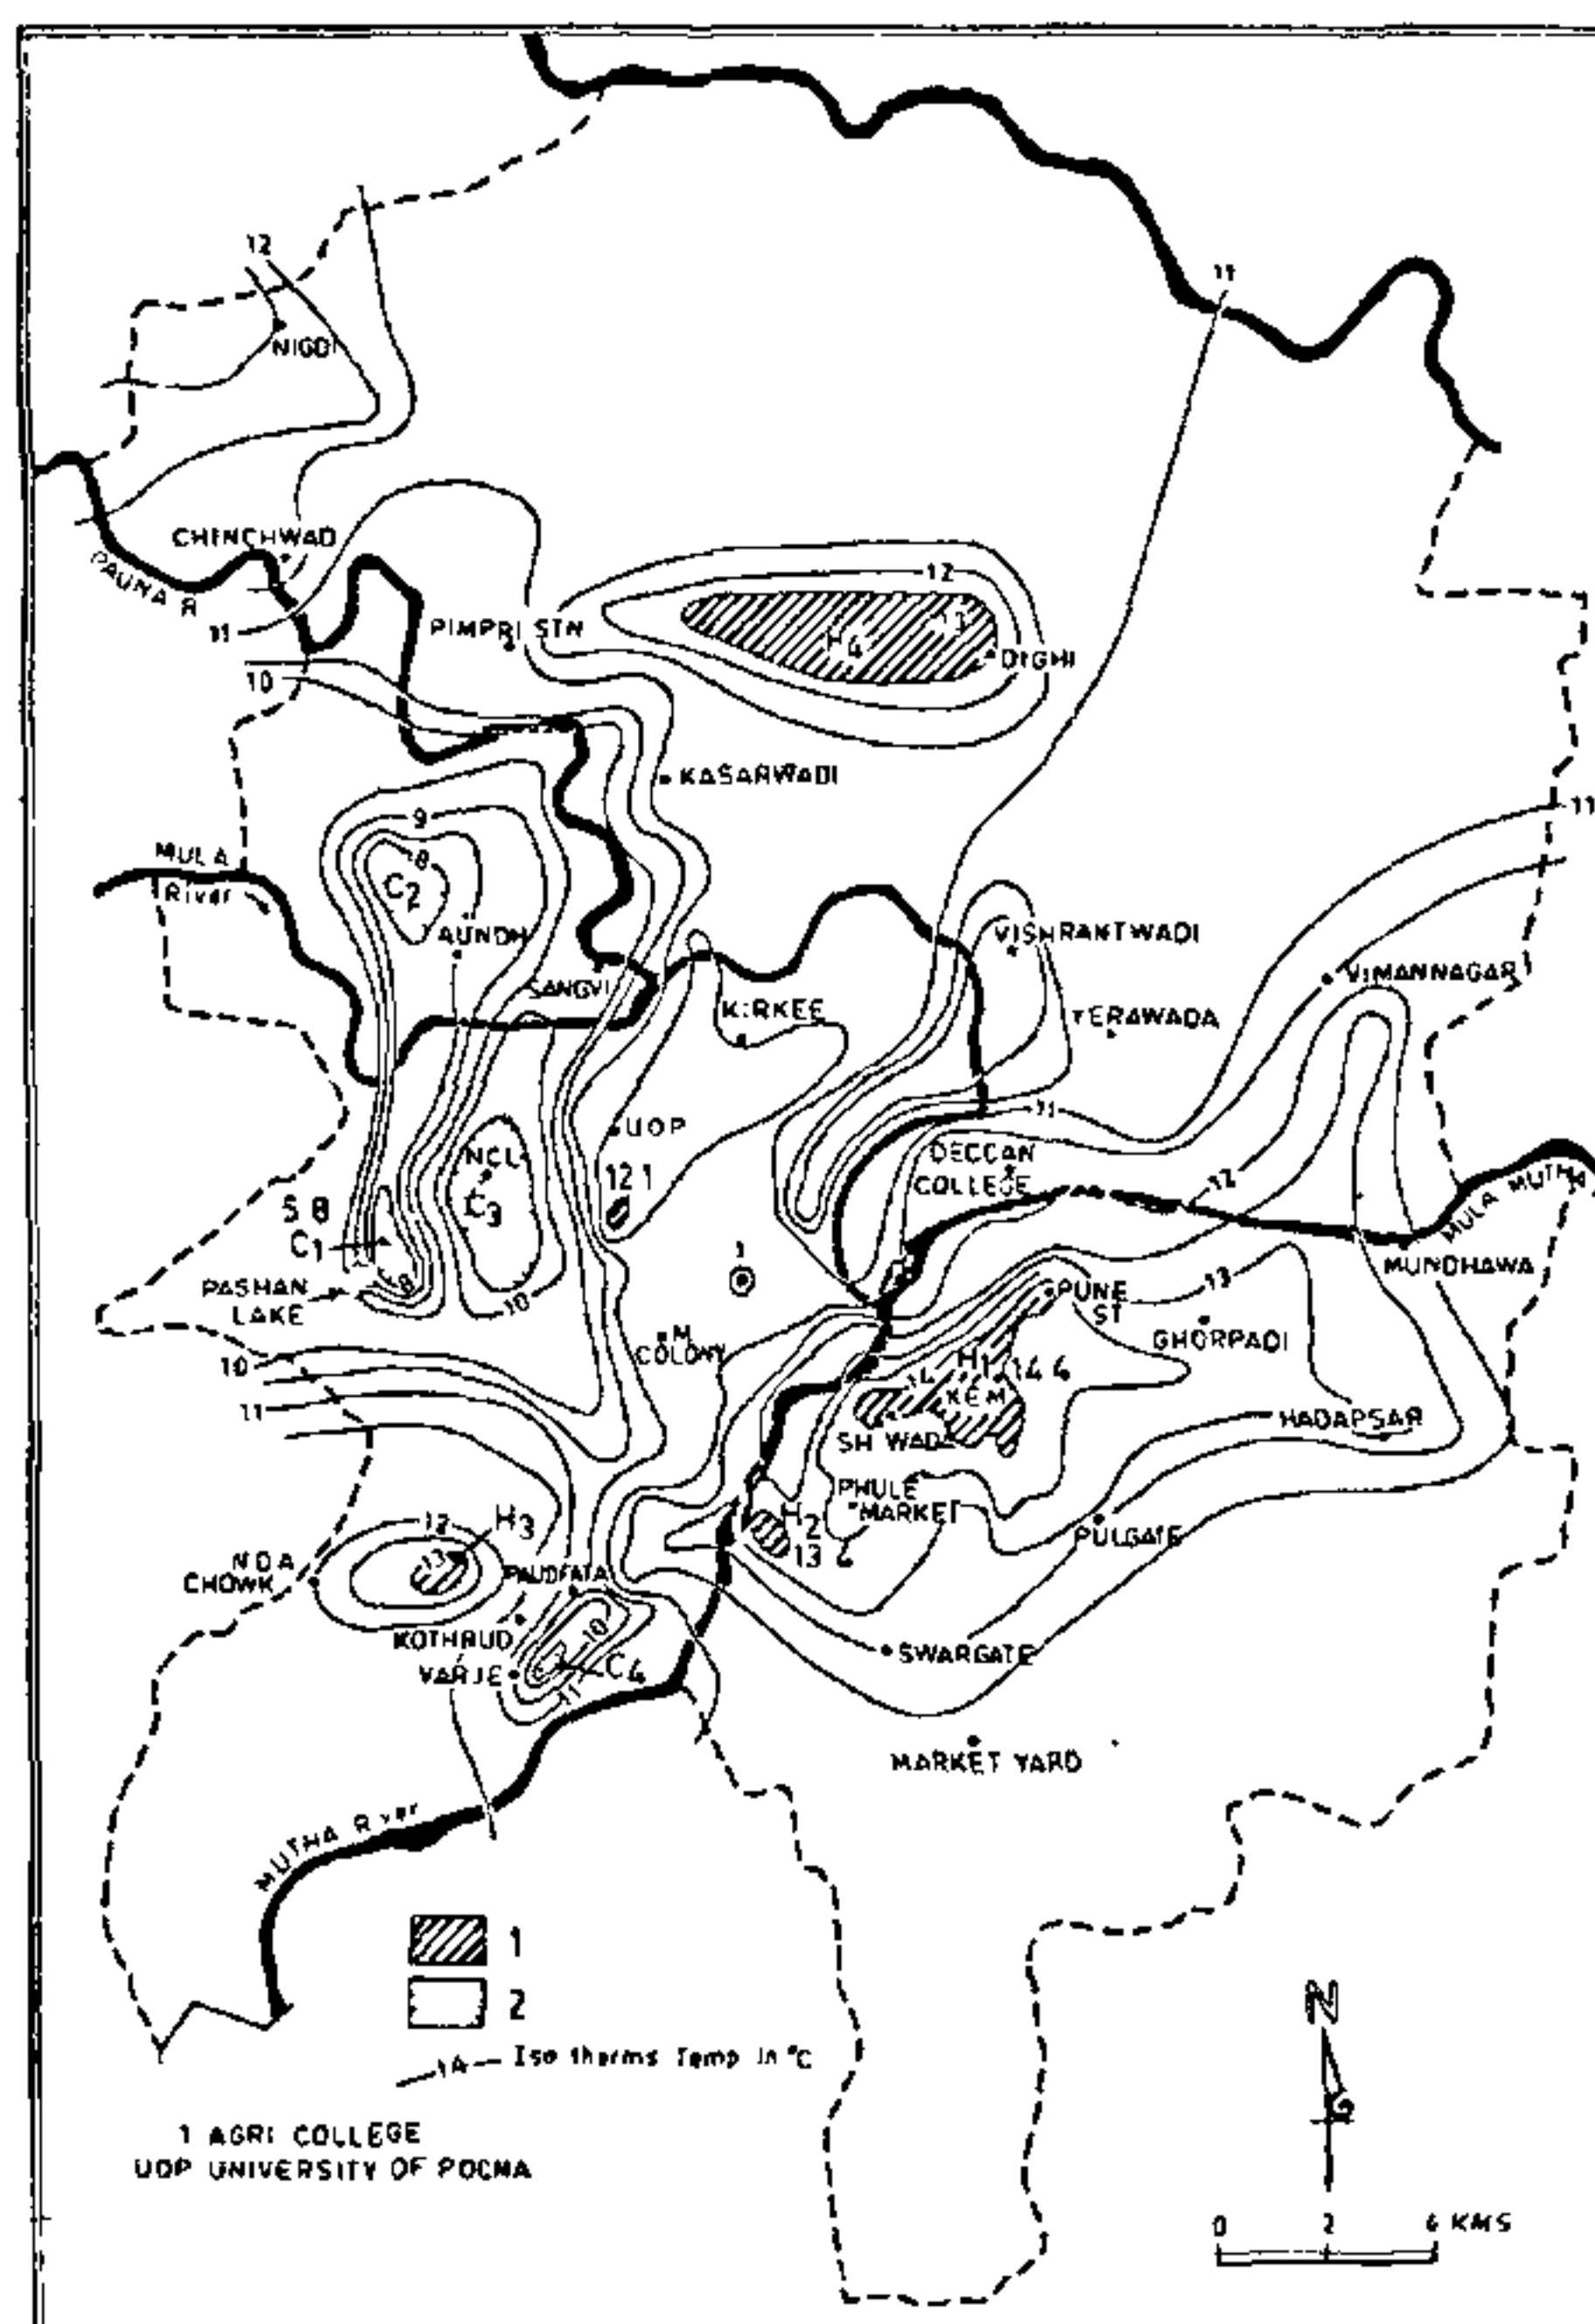 12
11
NIGDI
CHINCHWAD
PAUNA R
11
PIMPRI STN
12
13
H4
DIGHI
10
KASARWADI
11
9
MULA
River
8
C2
AUNDH
VISHRANTWADI
SANGVI
VIMANNAGAR
KIRKEE
YERAWADA
UOP
11
NCL
DECCAN
COLLEGE
12 1
12
C3
5 8
C1
MULA MUTHA
MUNDHAWA
PASHAN
LAKE
8
10
1
PUNE
ST
13
GHORPADI
M
COLONY
10
H1
14 4
14
KEM
11
HADAPSAR
SH WADA
PHULE
MARKET
H2
13 4
PULGATE
12
H3
13
NDA
CHOWK
PAUDFATA
KOTHRUD
10
SWARGATE
VARJE
C4
11
MARKET YARD
MUTHA River
1
2
14 Iso therms Temp in °C
N
1 AGRI COLLEGE
UOP UNIVERSITY OF POONA
0 2 4 KMS